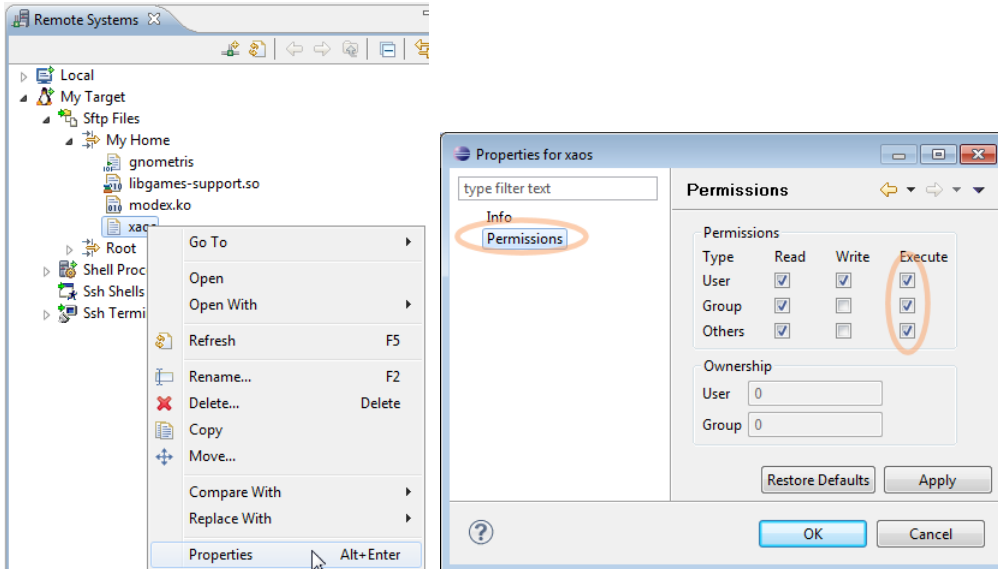 Remote Systems
Local
My Target
Sftp Files
My Home
gnometris
libgames-support.so
modex.ko
Root
Shell Proc
Ssh Shells
Ssh Termi
Go To
Open
Open With
Refresh F5
Rename... F2
Delete... Delete
Copy
Move...
Compare With
Replace With
Properties Alt+Enter
Properties for xaos
type filter text
Info
Permissions
Permissions
Permissions
Type Read Write Execute
User
Group
Others
Ownership
User 0
Group 0
Restore Defaults Apply
? OK Cancel